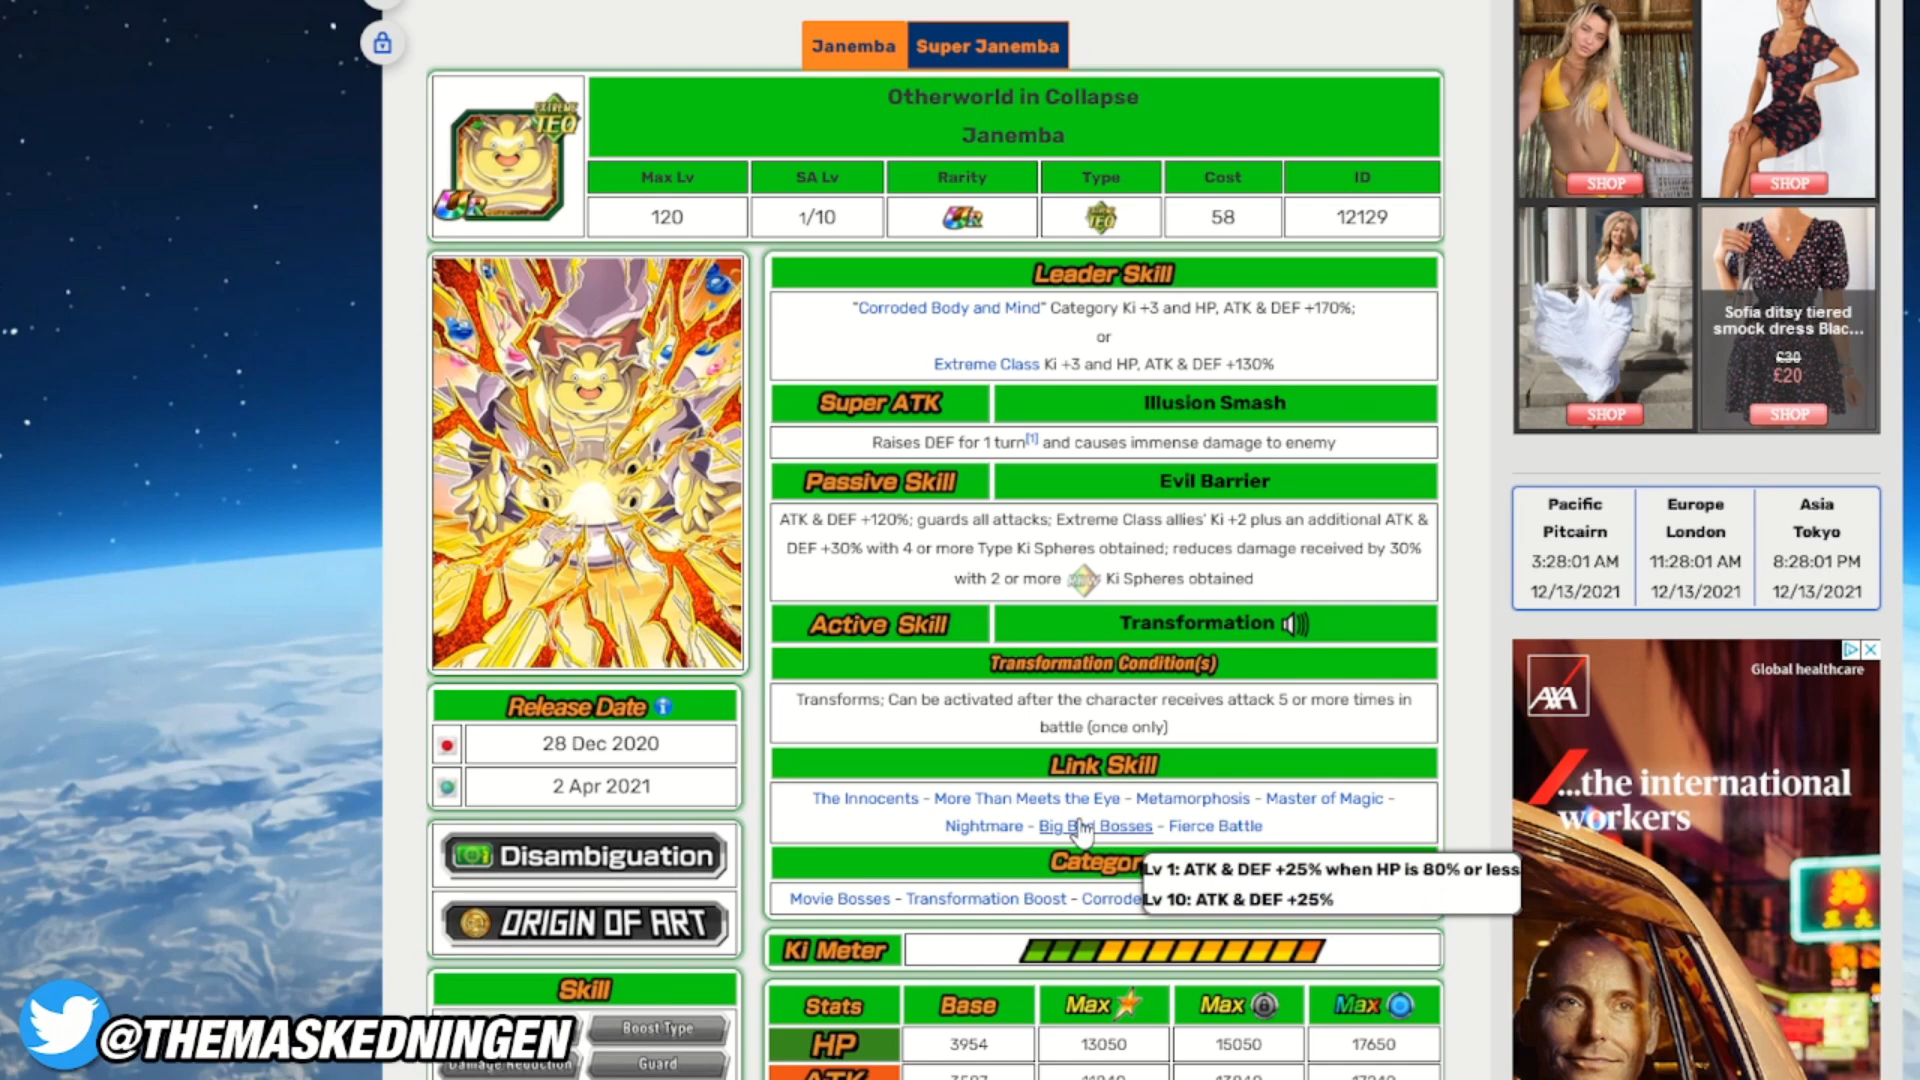 Janemba
Super Janemba
Otherworld in Collapse
Janemba
EXTREME
TEQ
UR
Max Lv
SA Lv
Rarity
Type
Cost
ID
120
1/10
UR
EXTREME
TEQ
58
12129
Leader Skill
"Corroded Body and Mind" Category Ki +3 and HP, ATK & DEF +170%;
or
Extreme Class Ki +3 and HP, ATK & DEF +130%
Super ATK
Illusion Smash
Raises DEF for 1 turn[1] and causes immense damage to enemy
Passive Skill
Evil Barrier
ATK & DEF +120%; guards all attacks; Extreme Class allies' Ki +2 plus an additional ATK &
DEF +30% with 4 or more Type Ki Spheres obtained; reduces damage received by 30%
with 2 or more
Ki Spheres obtained
Active Skill
Transformation
Transformation Condition(s)
Transforms; Can be activated after the character receives attack 5 or more times in
battle (once only)
Link Skill
The Innocents - More Than Meets the Eye - Metamorphosis - Master of Magic -
Nightmare - Big Bad Bosses - Fierce Battle
Categor
Movie Bosses - Transformation Boost - Corrode
Lv 1: ATK & DEF +25% when HP is 80% or less
Lv 10: ATK & DEF +25%
Ki Meter
Stats
Base
Max
Max
Max
HP
3954
13050
15050
17650
Release Date
28 Dec 2020
2 Apr 2021
Disambiguation
ORIGIN OF ART
Skill
Boost Type
Damage Reduction
Guard
@THEMASKEDNINGEN
SHOP
SHOP
SHOP
Sofia ditsy tiered
smock dress Blac...
£30
£20
SHOP
Pacific
Pitcairn
3:28:01 AM
12/13/2021
Europe
London
11:28:01 AM
12/13/2021
Asia
Tokyo
8:28:01 PM
12/13/2021
Global healthcare
AXA
...the international
workers